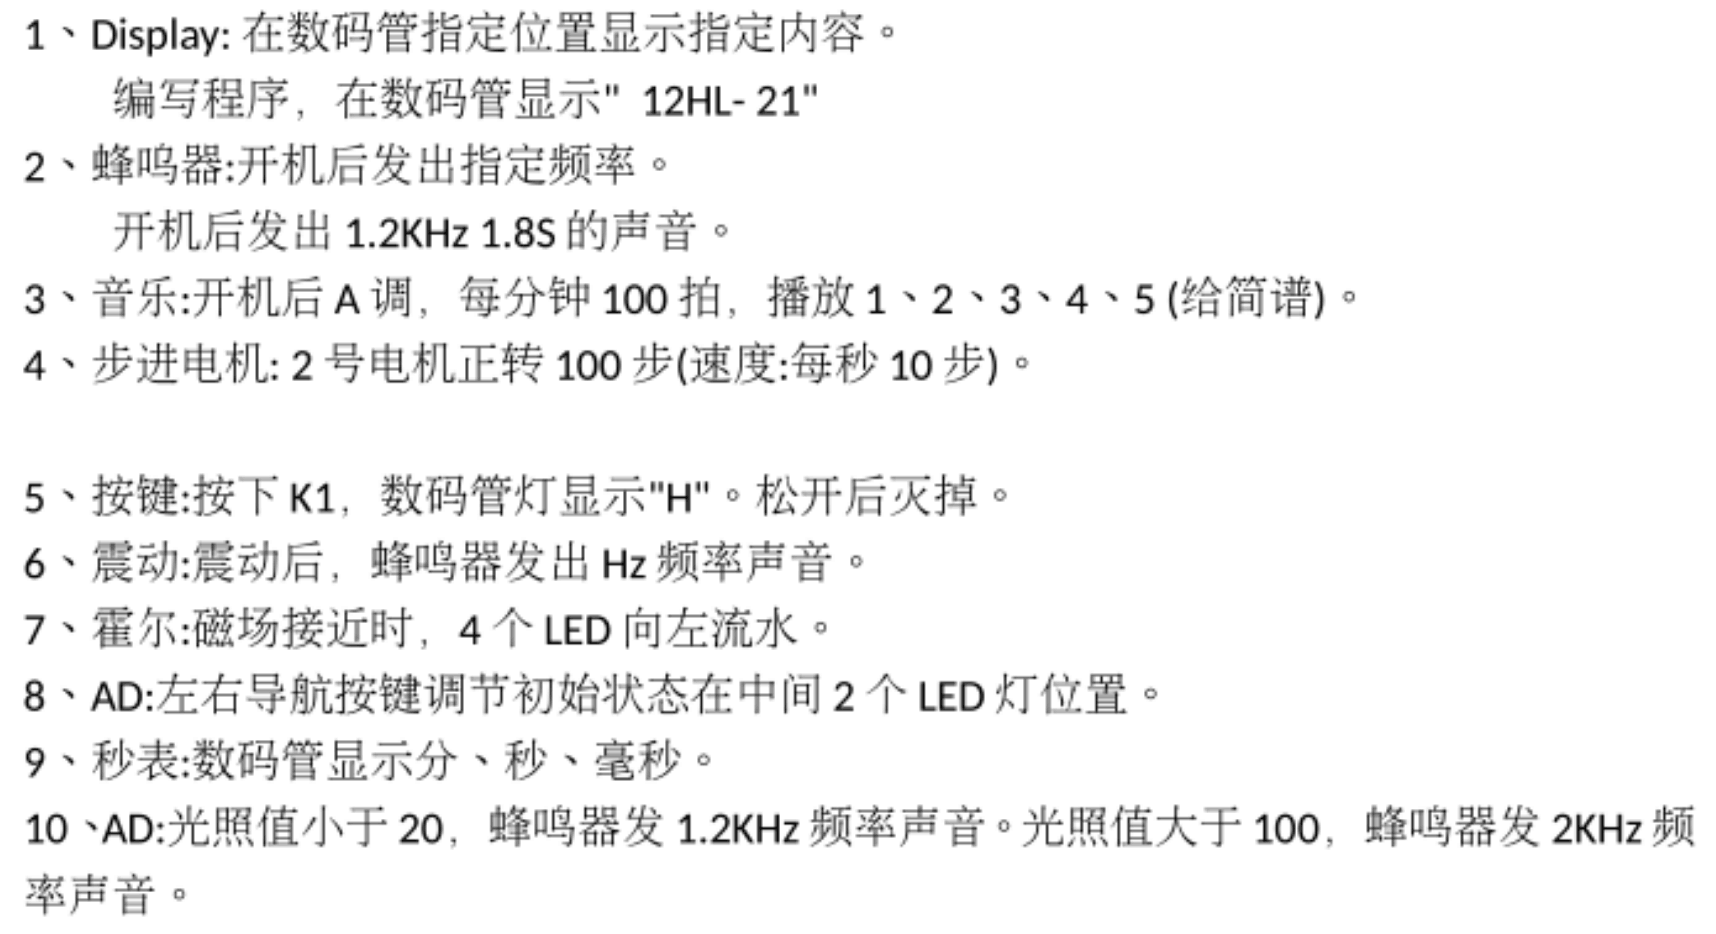 1、Display: 在数码管指定位置显示指定内容。
编写程序，在数码管显示" 12HL- 21"
2、蜂呜器:开机后发出指定频率。
开机后发出 1.2KHz 1.8S 的声音。
3、音乐:开机后 A 调，每分钟 100 拍，播放 1、2、3、4、5 (给简谱)。
4、步进电机: 2 号电机正转 100 步(速度:每秒 10 步)。
5、按键:按下 K1，数码管灯显示"H"。松开后灭掉。
6、震动:震动后，蜂鸣器发出 Hz 频率声音。
7、霍尔:磁场接近时，4 个 LED 向左流水。
8、AD:左右导航按键调节初始状态在中间 2 个 LED 灯位置。
9、秒表:数码管显示分、秒、毫秒。
10、AD:光照值小于 20，蜂鸣器发 1.2KHz 频率声音。光照值大于 100，蜂鸣器发 2KHz 频
率声音。